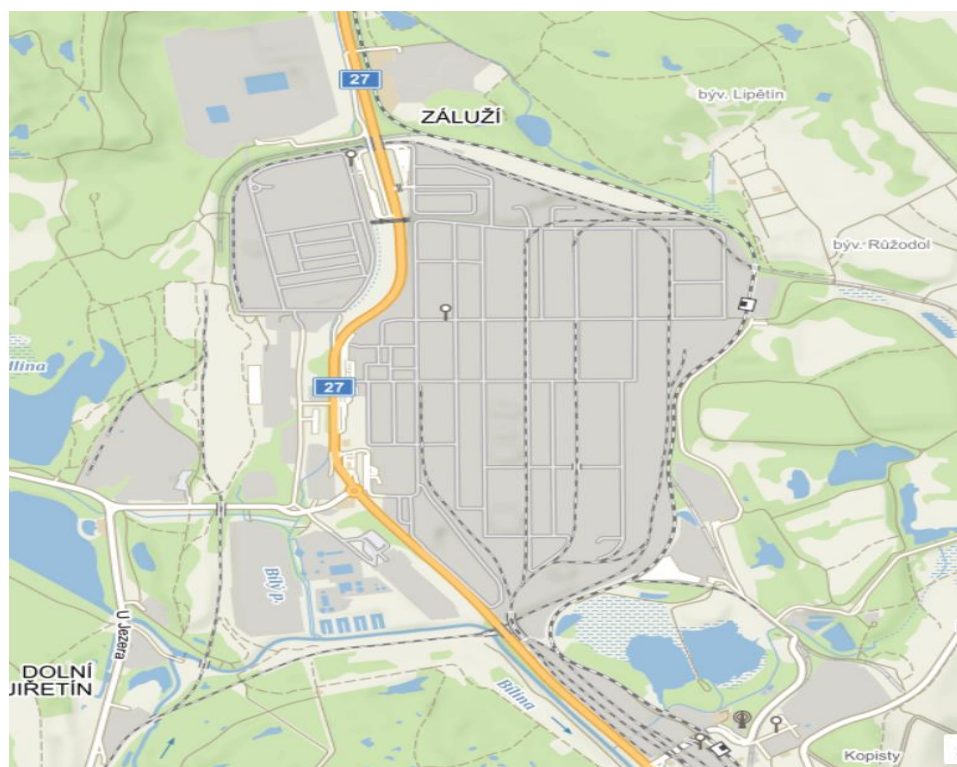 27
ZÁLUŽÍ
býv. Lipětín
býv. Růžodol
27
Bílý p.
U Jezera
DOLNÍ
JIŘETÍN
Bílina
Kopisty